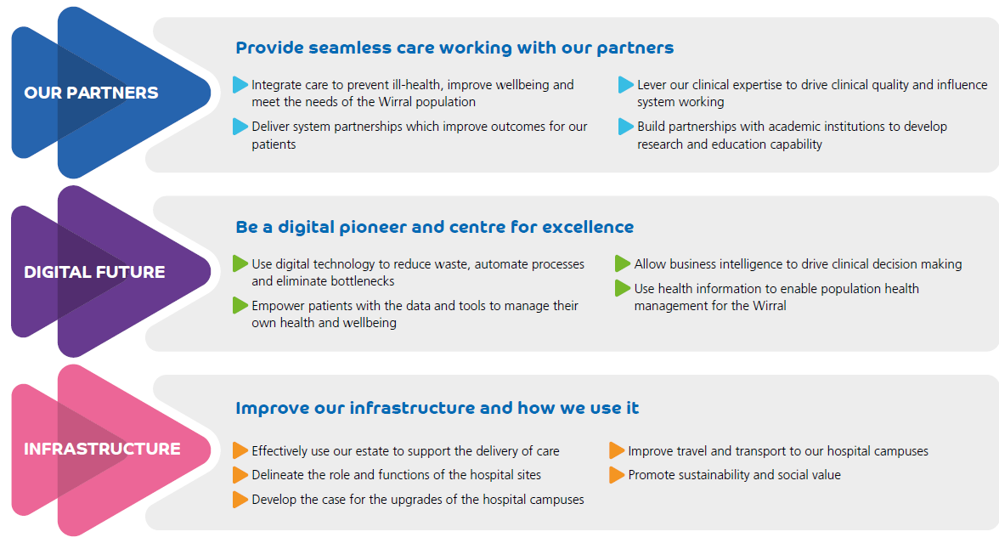 OUR PARTNERS
Provide seamless care working with our partners
Integrate care to prevent ill-health, improve wellbeing and
meet the needs of the Wirral population
Deliver system partnerships which improve outcomes for our
patients
Lever our clinical expertise to drive clinical quality and influence
system working
Build partnerships with academic institutions to develop
research and education capability
DIGITAL FUTURE
Be a digital pioneer and centre for excellence
Use digital technology to reduce waste, automate processes
and eliminate bottlenecks
Empower patients with the data and tools to manage their
own health and wellbeing
Allow business intelligence to drive clinical decision making
Use health information to enable population health
management for the Wirral
INFRASTRUCTURE
Improve our infrastructure and how we use it
Effectively use our estate to support the delivery of care
Delineate the role and functions of the hospital sites
Develop the case for the upgrades of the hospital campuses
Improve travel and transport to our hospital campuses
Promote sustainability and social value